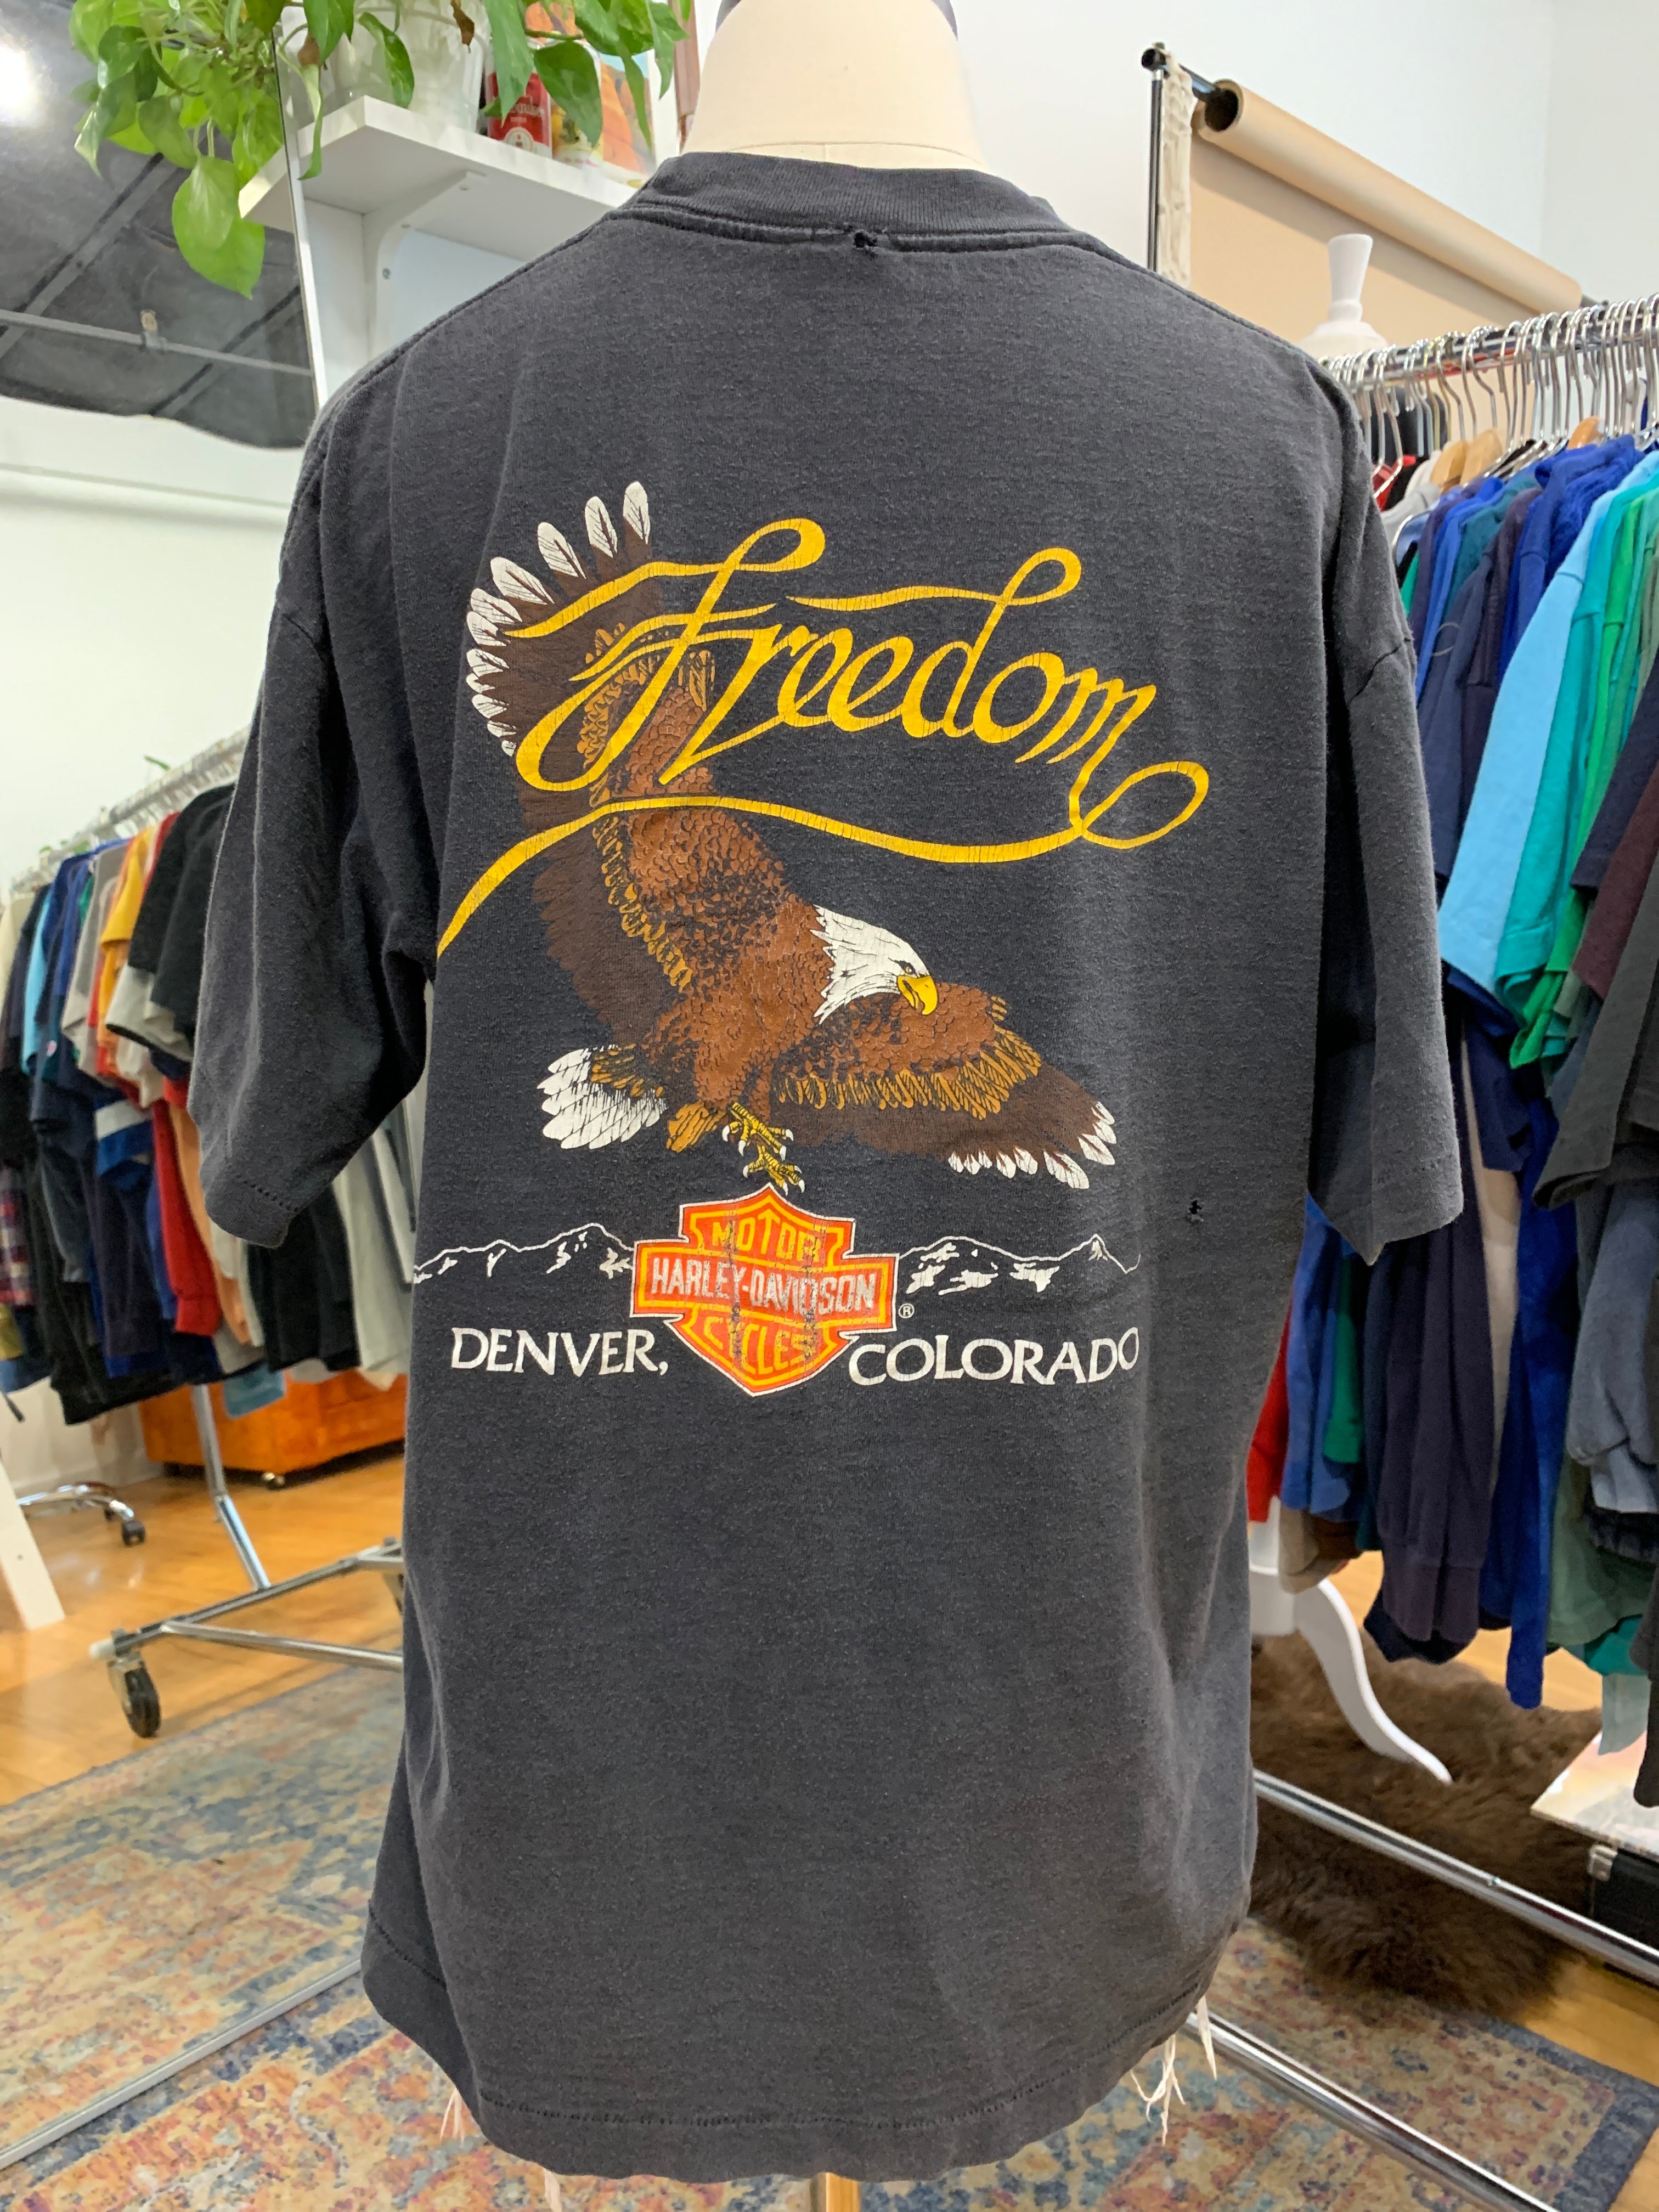 Freedom
MOTOR
HARLEY-DAVIDSON
CYCLES
®
DENVER, COLORADO